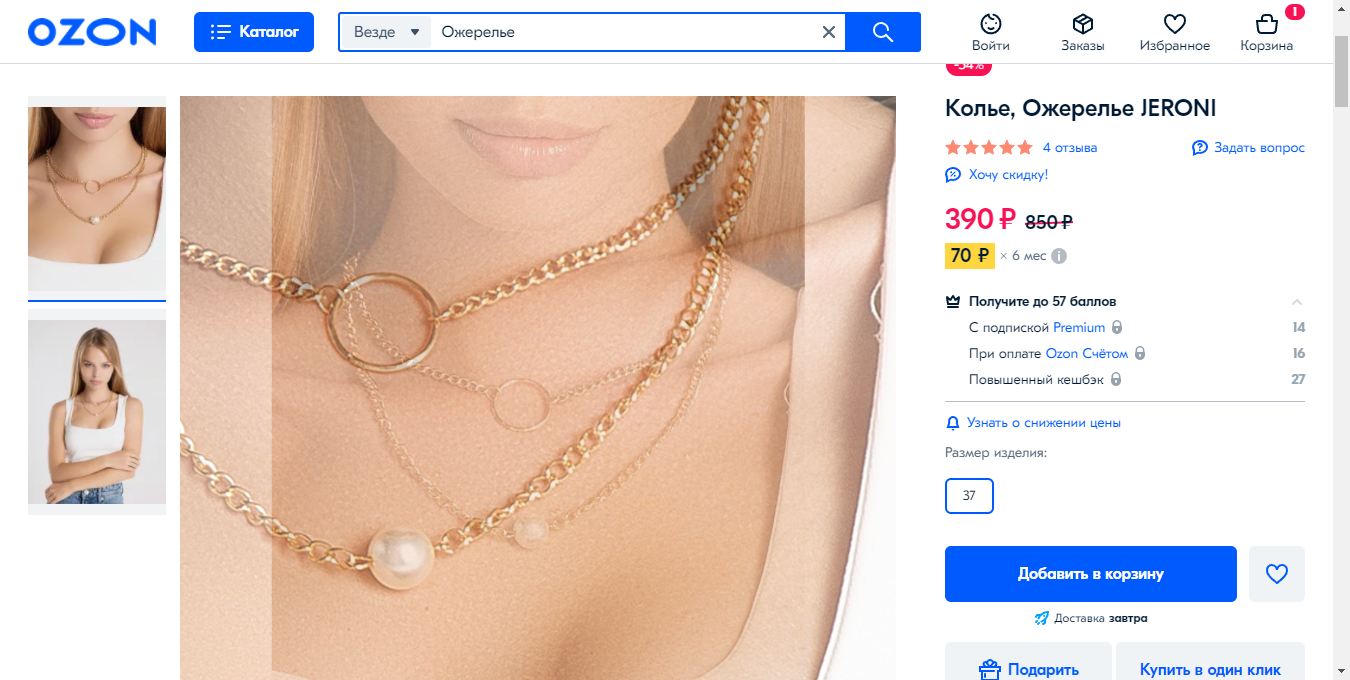 OZON
Каталог
Везде
Ожерелье
Войти
Заказы
Избранное
1
Корзина
-54%
Колье, Ожерелье JERONI
4 отзыва
Задать вопрос
Хочу скидку!
390 ₽ 850 ₽
70 ₽ × 6 мес
Получите до 57 баллов
С подпиской Premium 14
При оплате Ozon Счётом 16
Повышенный кешбэк 27
Узнать о снижении цены
Размер изделия:
37
Добавить в корзину
Доставка завтра
Подарить
Купить в один клик